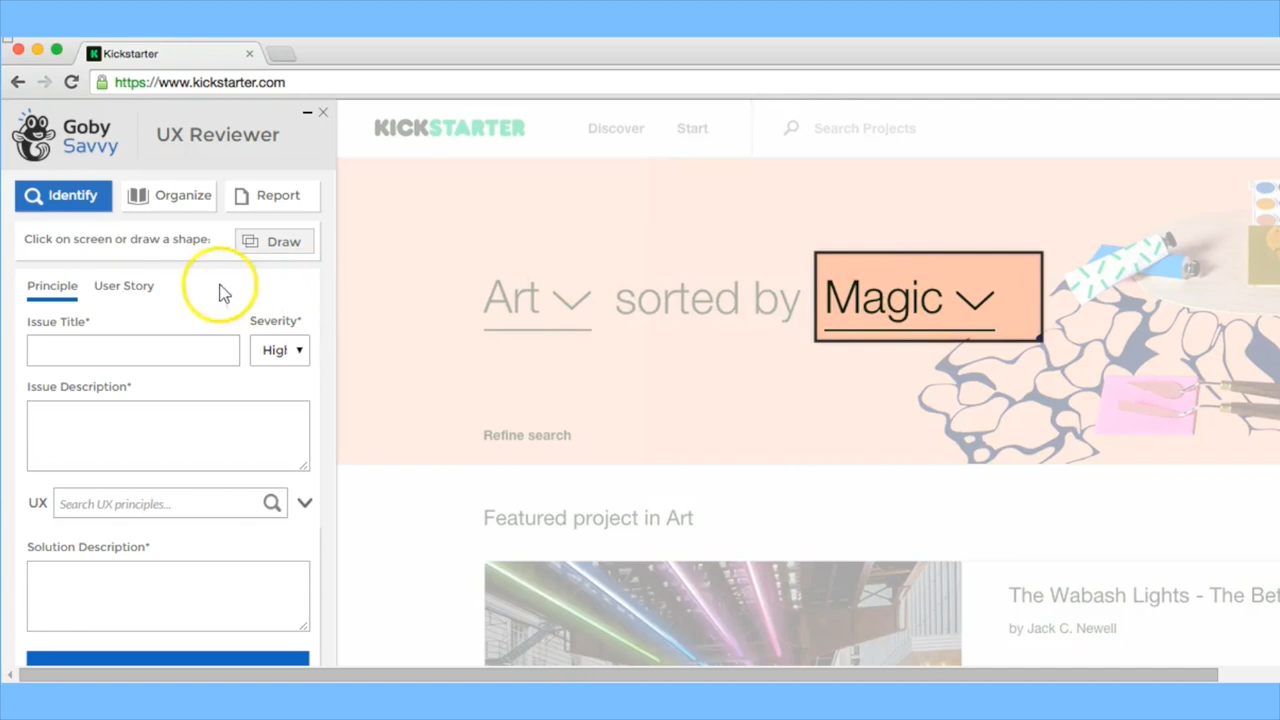 Kickstarter
https://www.kickstarter.com
Goby
Savvy
UX Reviewer
Identify
Organize
Report
Click on screen or draw a shape:
Draw
Principle
User Story
Issue Title*
Severity*
High
Issue Description*
UX
Search UX principles...
Solution Description*
KICKSTARTER
Discover
Start
Search Projects
Art sorted by Magic
Refine search
Featured project in Art
The Wabash Lights - The Bet
by Jack C. Newell